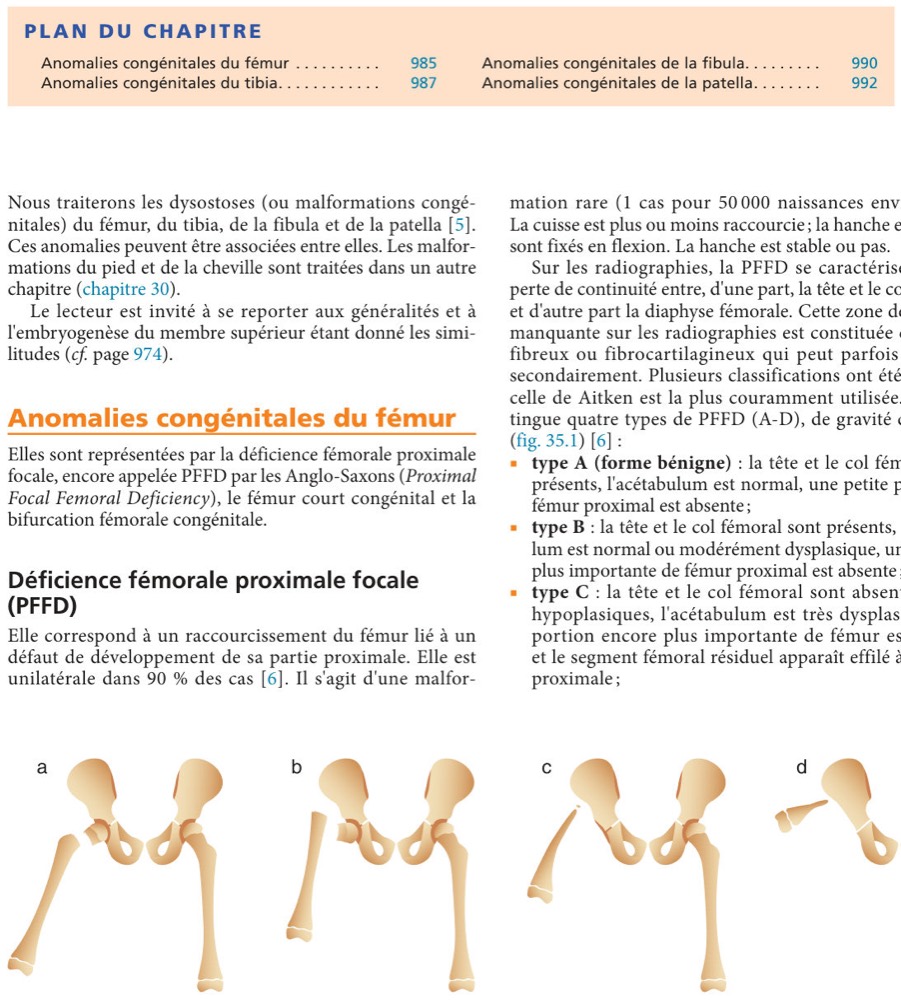 PLAN DU CHAPITRE
Anomalies congénitales du fémur .......... 985
Anomalies congénitales du tibia............ 987
Anomalies congénitales de la fibula......... 990
Anomalies congénitales de la patella........ 992
Nous traiterons les dysostoses (ou malformations congé-
nitales) du fémur, du tibia, de la fibula et de la patella [5].
Ces anomalies peuvent être associées entre elles. Les malfor-
mations du pied et de la cheville sont traitées dans un autre
chapitre (chapitre 30).
Le lecteur est invité à se reporter aux généralités et à
l'embryogenèse du membre supérieur étant donné les simi-
litudes (cf. page 974).
Anomalies congénitales du fémur
Elles sont représentées par la déficience fémorale proximale
focale, encore appelée PFFD par les Anglo-Saxons (Proximal
Focal Femoral Deficiency), le fémur court congénital et la
bifurcation fémorale congénitale.
Déficience fémorale proximale focale
(PFFD)
Elle correspond à un raccourcissement du fémur lié à un
défaut de développement de sa partie proximale. Elle est
unilatérale dans 90 % des cas [6]. Il s'agit d'une malfor-
mation rare (1 cas pour 50 000 naissances env
La cuisse est plus ou moins raccourcie ; la hanche e
sont fixés en flexion. La hanche est stable ou pas.
Sur les radiographies, la PFFD se caractérise
perte de continuité entre, d'une part, la tête et le co
et d'autre part la diaphyse fémorale. Cette zone de
manquante sur les radiographies est constituée
fibreux ou fibrocartilagineux qui peut parfois
secondairement. Plusieurs classifications ont été
celle de Aitken est la plus couramment utilisée.
tingue quatre types de PFFD (A-D), de gravité c
(fig. 35.1) [6] :
▪ type A (forme bénigne) : la tête et le col fém
présents, l'acétabulum est normal, une petite p
fémur proximal est absente ;
▪ type B : la tête et le col fémoral sont présents,
lum est normal ou modérément dysplasique, un
plus importante de fémur proximal est absente ;
▪ type C : la tête et le col fémoral sont absen
hypoplasiques, l'acétabulum est très dysplas
portion encore plus importante de fémur es
et le segment fémoral résiduel apparaît effilé à
proximale ;
a
b
c
d